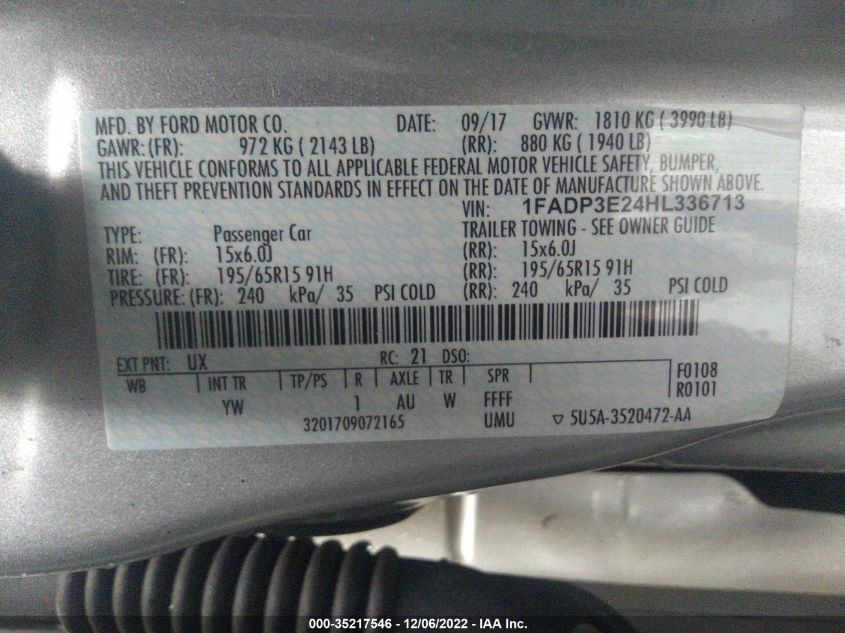 MFD. BY FORD MOTOR CO. DATE: 09/17 GVWR: 1810 KG ( 3990 LB)
GAWR: (FR): 972 KG ( 2143 LB) (RR): 880 KG ( 1940 LB)
THIS VEHICLE CONFORMS TO ALL APPLICABLE FEDERAL MOTOR VEHICLE SAFETY, BUMPER,
AND THEFT PREVENTION STANDARDS IN EFFECT ON THE DATE OF MANUFACTURE SHOWN ABOVE.
VIN: 1FADP3E24HL336713
TYPE: Passenger Car TRAILER TOWING - SEE OWNER GUIDE
RIM: (FR): 15x6.0J (RR): 15x6.0J
TIRE: (FR): 195/65R15 91H (RR): 195/65R15 91H
PRESSURE: (FR): 240 kPa/ 35 PSI COLD (RR): 240 kPa/ 35 PSI COLD
EXT PNT: UX RC: 21 DSO:
WB INT TR TP/PS R AXLE TR SPR F0108
R0101
YW 1 AU W FFFF
3201709072165 UMU ▽ 5U5A-3520472-AA
000-35217546 - 12/06/2022 - IAA Inc.